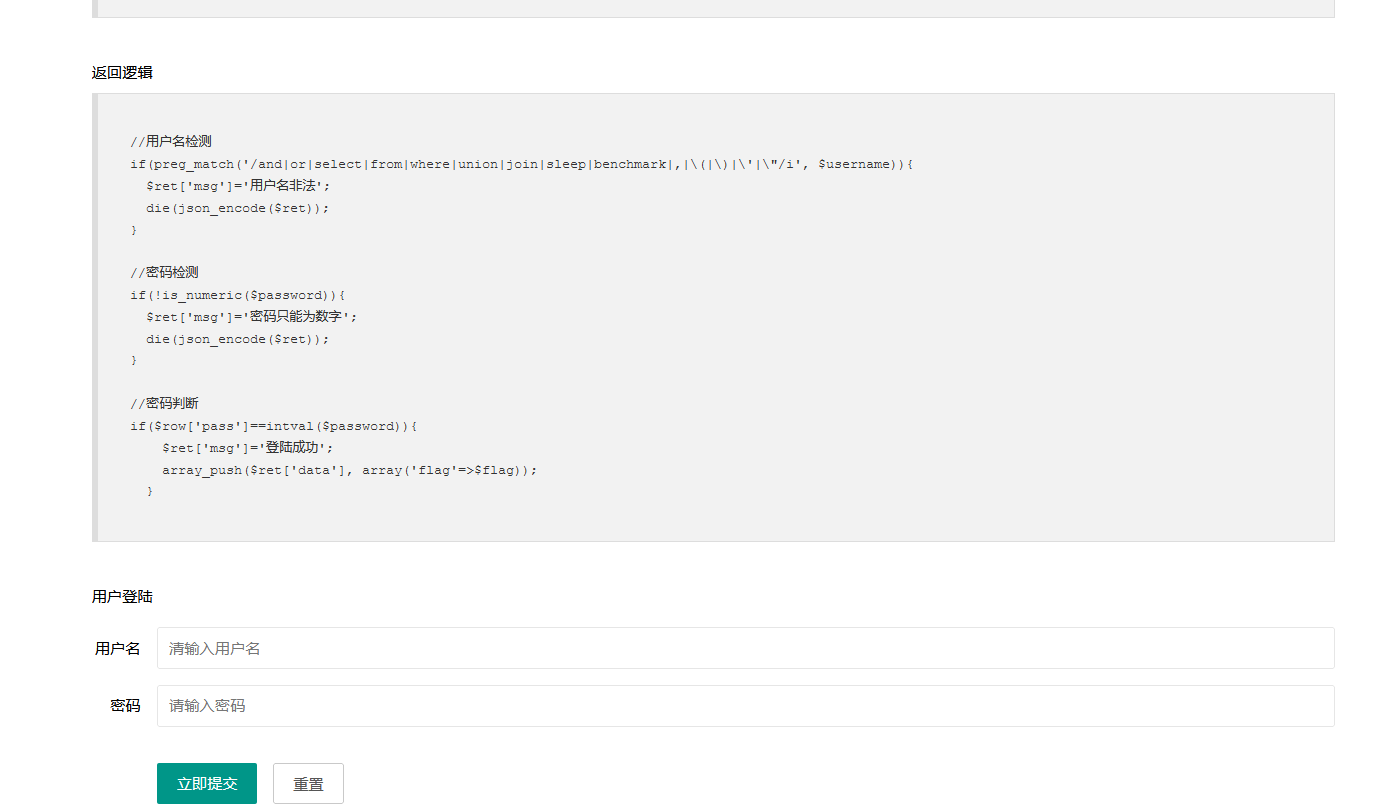 返回逻辑
//用户名检测
if(preg_match('/and|or|select|from|where|union|join|sleep|benchmark|,|\(|\)|\'|\"/i', $username)){
  $ret['msg']='用户名非法';
  die(json_encode($ret));
}
//密码检测
if(!is_numeric($password)){
  $ret['msg']='密码只能为数字';
  die(json_encode($ret));
}
//密码判断
if($row['pass']==intval($password)){
    $ret['msg']='登陆成功';
    array_push($ret['data'], array('flag'=>$flag));
  }
用户登陆
用户名 请输入用户名
密码 请输入密码
立即提交 重置